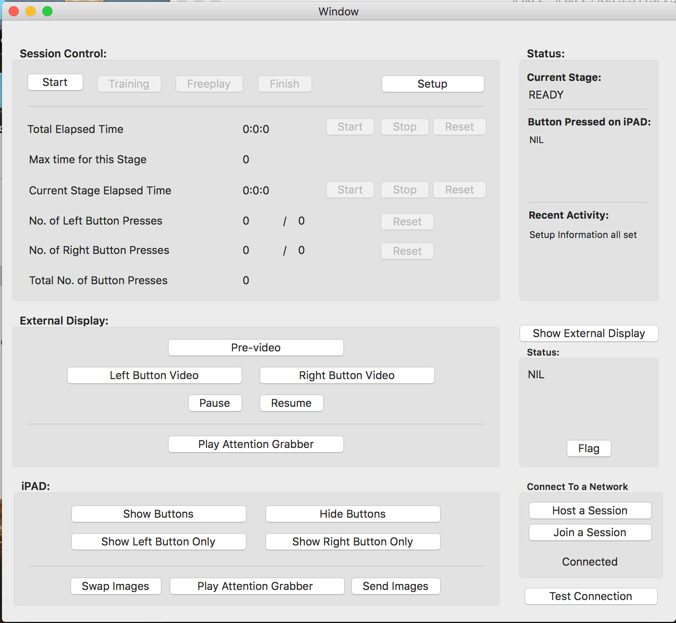 Window
Session Control:
Start Training Freeplay Finish Setup
Total Elapsed Time 0:0:0 Start Stop Reset
Max time for this Stage 0
Current Stage Elapsed Time 0:0:0 Start Stop Reset
No. of Left Button Presses 0 / 0 Reset
No. of Right Button Presses 0 / 0 Reset
Total No. of Button Presses 0
Status:
Current Stage:
READY
Button Pressed on iPAD:
NIL
Recent Activity:
Setup Information all set
External Display:
Pre-video
Left Button Video Right Button Video
Pause Resume
Play Attention Grabber
Show External Display
Status:
NIL
Flag
iPAD:
Show Buttons Hide Buttons
Show Left Button Only Show Right Button Only
Swap Images Play Attention Grabber Send Images
Connect To a Network
Host a Session
Join a Session
Connected
Test Connection